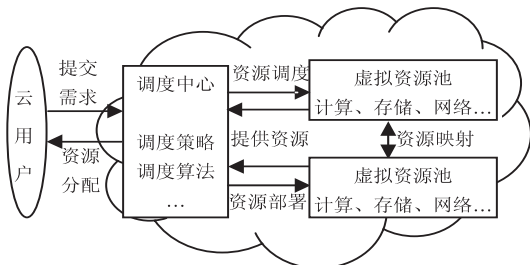 云用户
提交
需求
资源
分配
调度中心
调度策略
调度算法
…
资源调度
提供资源
资源部署
虚拟资源池
计算、存储、网络…
资源映射
虚拟资源池
计算、存储、网络…